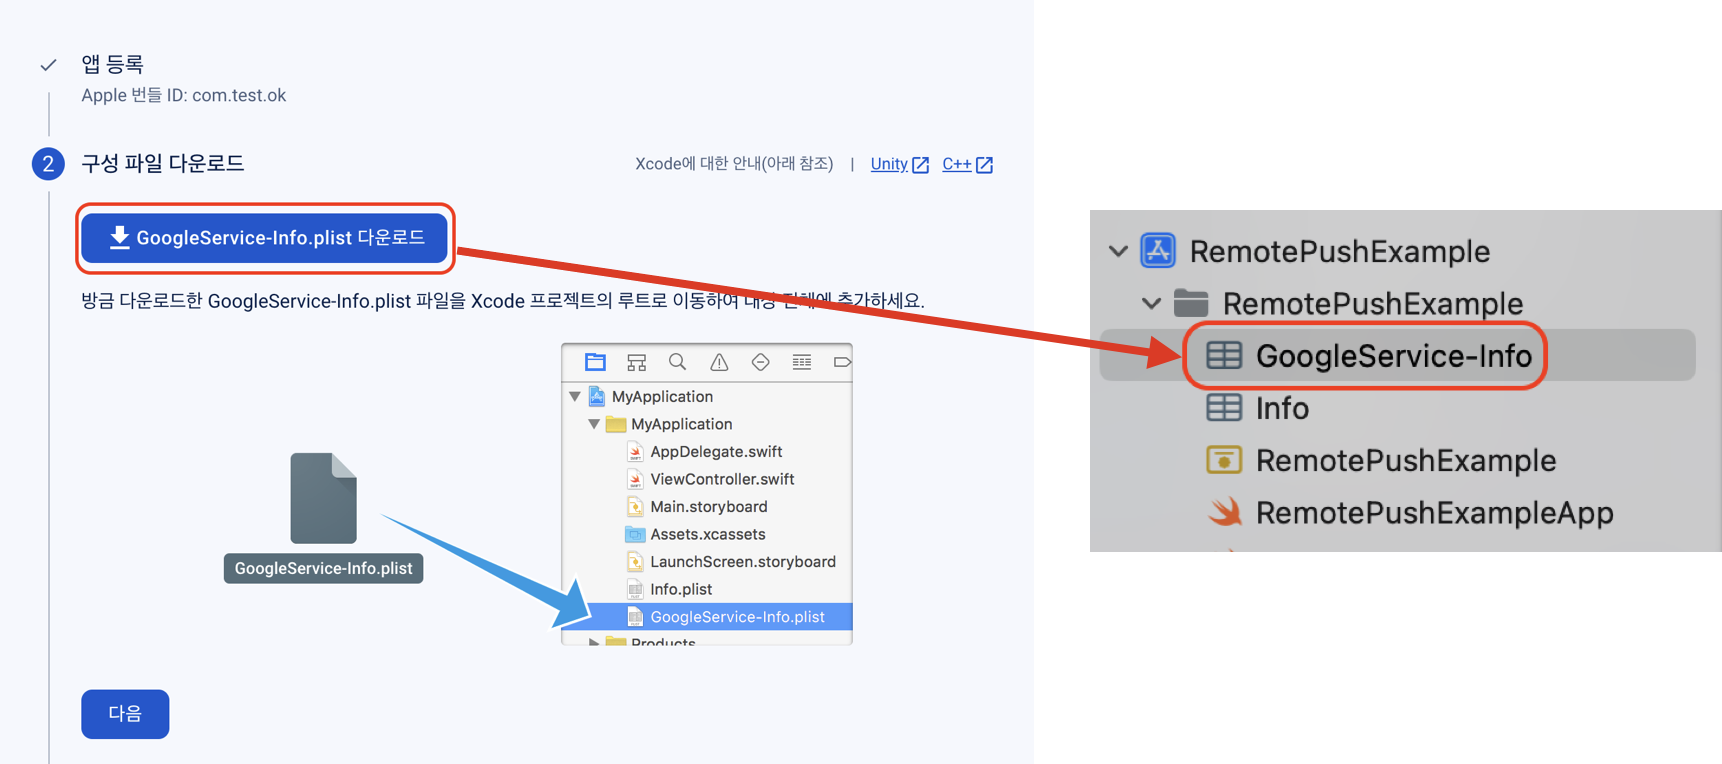 앱 등록
Apple 번들 ID: com.test.ok
2 구성 파일 다운로드
Xcode에 대한 안내(아래 참조) | Unity C++
GoogleService-Info.plist 다운로드
방금 다운로드한 GoogleService-Info.plist 파일을 Xcode 프로젝트의 루트로 이동하여 추가하세요.
GoogleService-Info.plist
MyApplication
MyApplication
AppDelegate.swift
ViewController.swift
Main.storyboard
Assets.xcassets
LaunchScreen.storyboard
Info.plist
GoogleService-Info.plist
Products
다음
RemotePushExample
RemotePushExample
GoogleService-Info
Info
RemotePushExample
RemotePushExampleApp